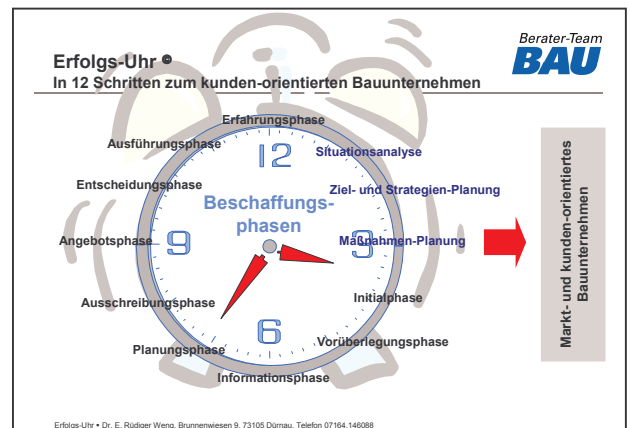 Erfolgs-Uhr ©
In 12 Schritten zum kunden-orientierten Bauunternehmen
Berater-Team
BAU
Erfahrungsphase
Ausführungsphase
12
Situationsanalyse
Entscheidungsphase
Ziel- und Strategien-Planung
Beschaffungs-
phasen
Angebotsphase
9
3
Maßnahmen-Planung
Markt- und kunden-orientiertes
Bauunternehmen
Ausschreibungsphase
Initialphase
6
Planungsphase
Vorüberlegungsphase
Informationsphase
Erfolgs-Uhr • Dr. E. Rüdiger Weng, Brunnenwiesen 9, 73105 Dürnau, Telefon 07164.146088